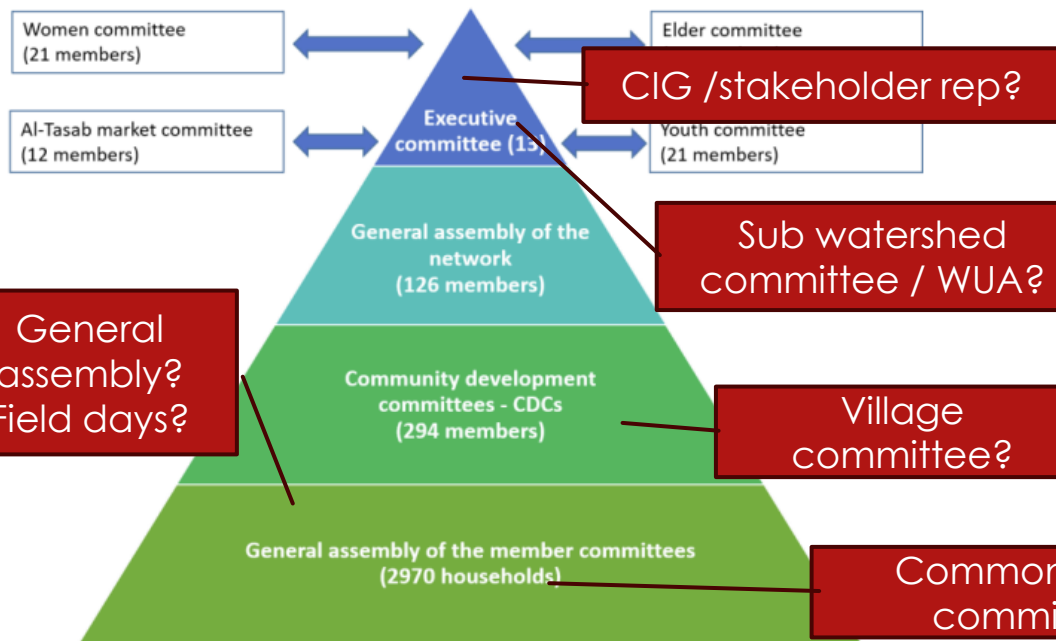 Women committee
(21 members)
Elder committee
CIG /stakeholder rep?
Al-Tasab market committee
(12 members)
Executive
committee (13)
Youth committee
(21 members)
General assembly of the
network
(126 members)
Sub watershed
committee / WUA?
General
assembly?
Field days?
Community development
committees - CDCs
(294 members)
Village
committee?
General assembly of the member committees
(2970 households)
Common